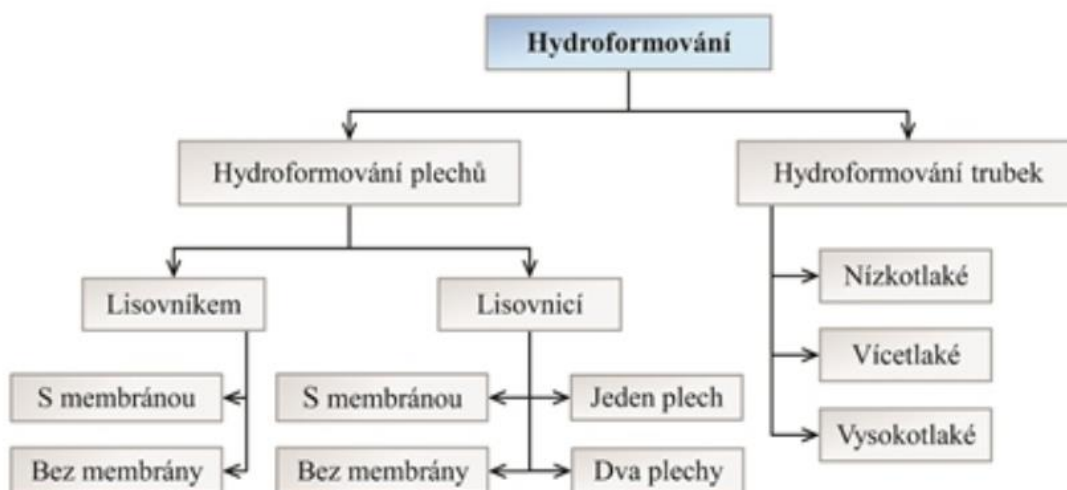 Hydroformování
Hydroformování plechů
Hydroformování trubek
Lisovníkem
Lisovnicí
Nízkotlaké
Vícetlaké
Vysokotlaké
S membránou
Bez membrány
S membránou
Bez membrány
Jeden plech
Dva plechy